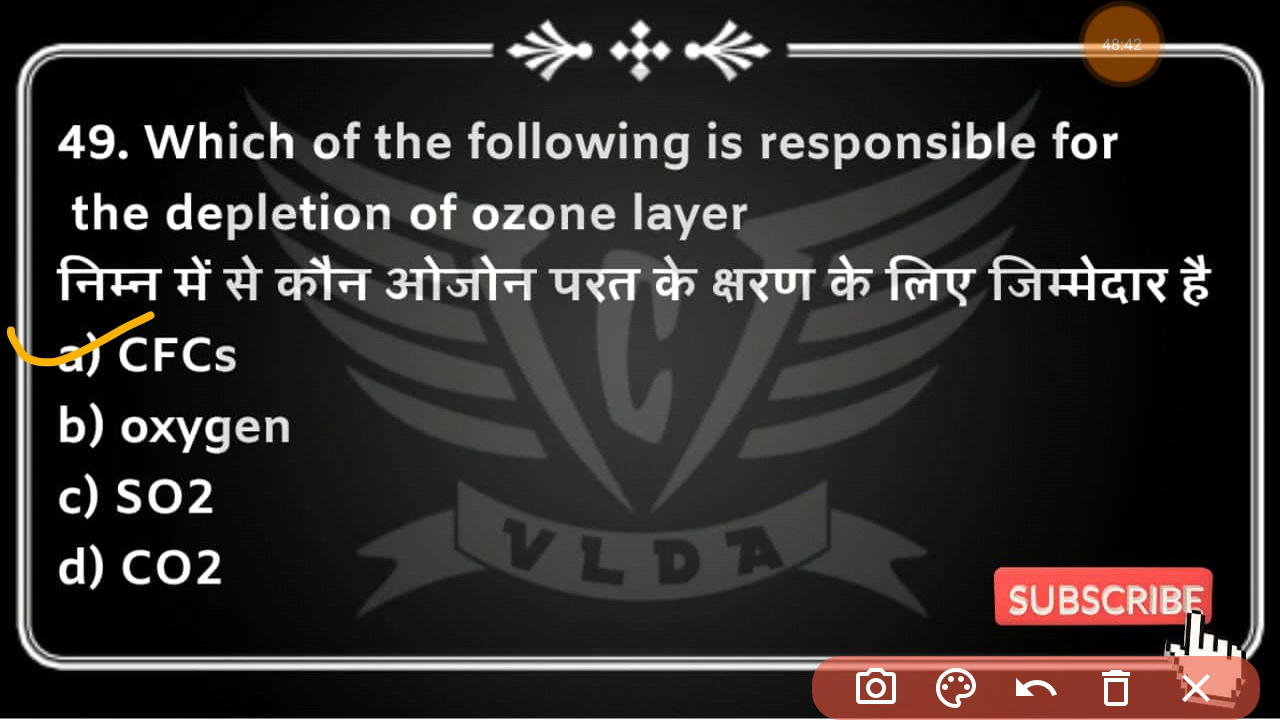 48:42
49. Which of the following is responsible for
the depletion of ozone layer
निम्न में से कौन ओजोन परत के क्षरण के लिए जिम्मेदार है
a) CFCs
b) oxygen
c) SO2
d) CO2
C
VLDA
SUBSCRIBE